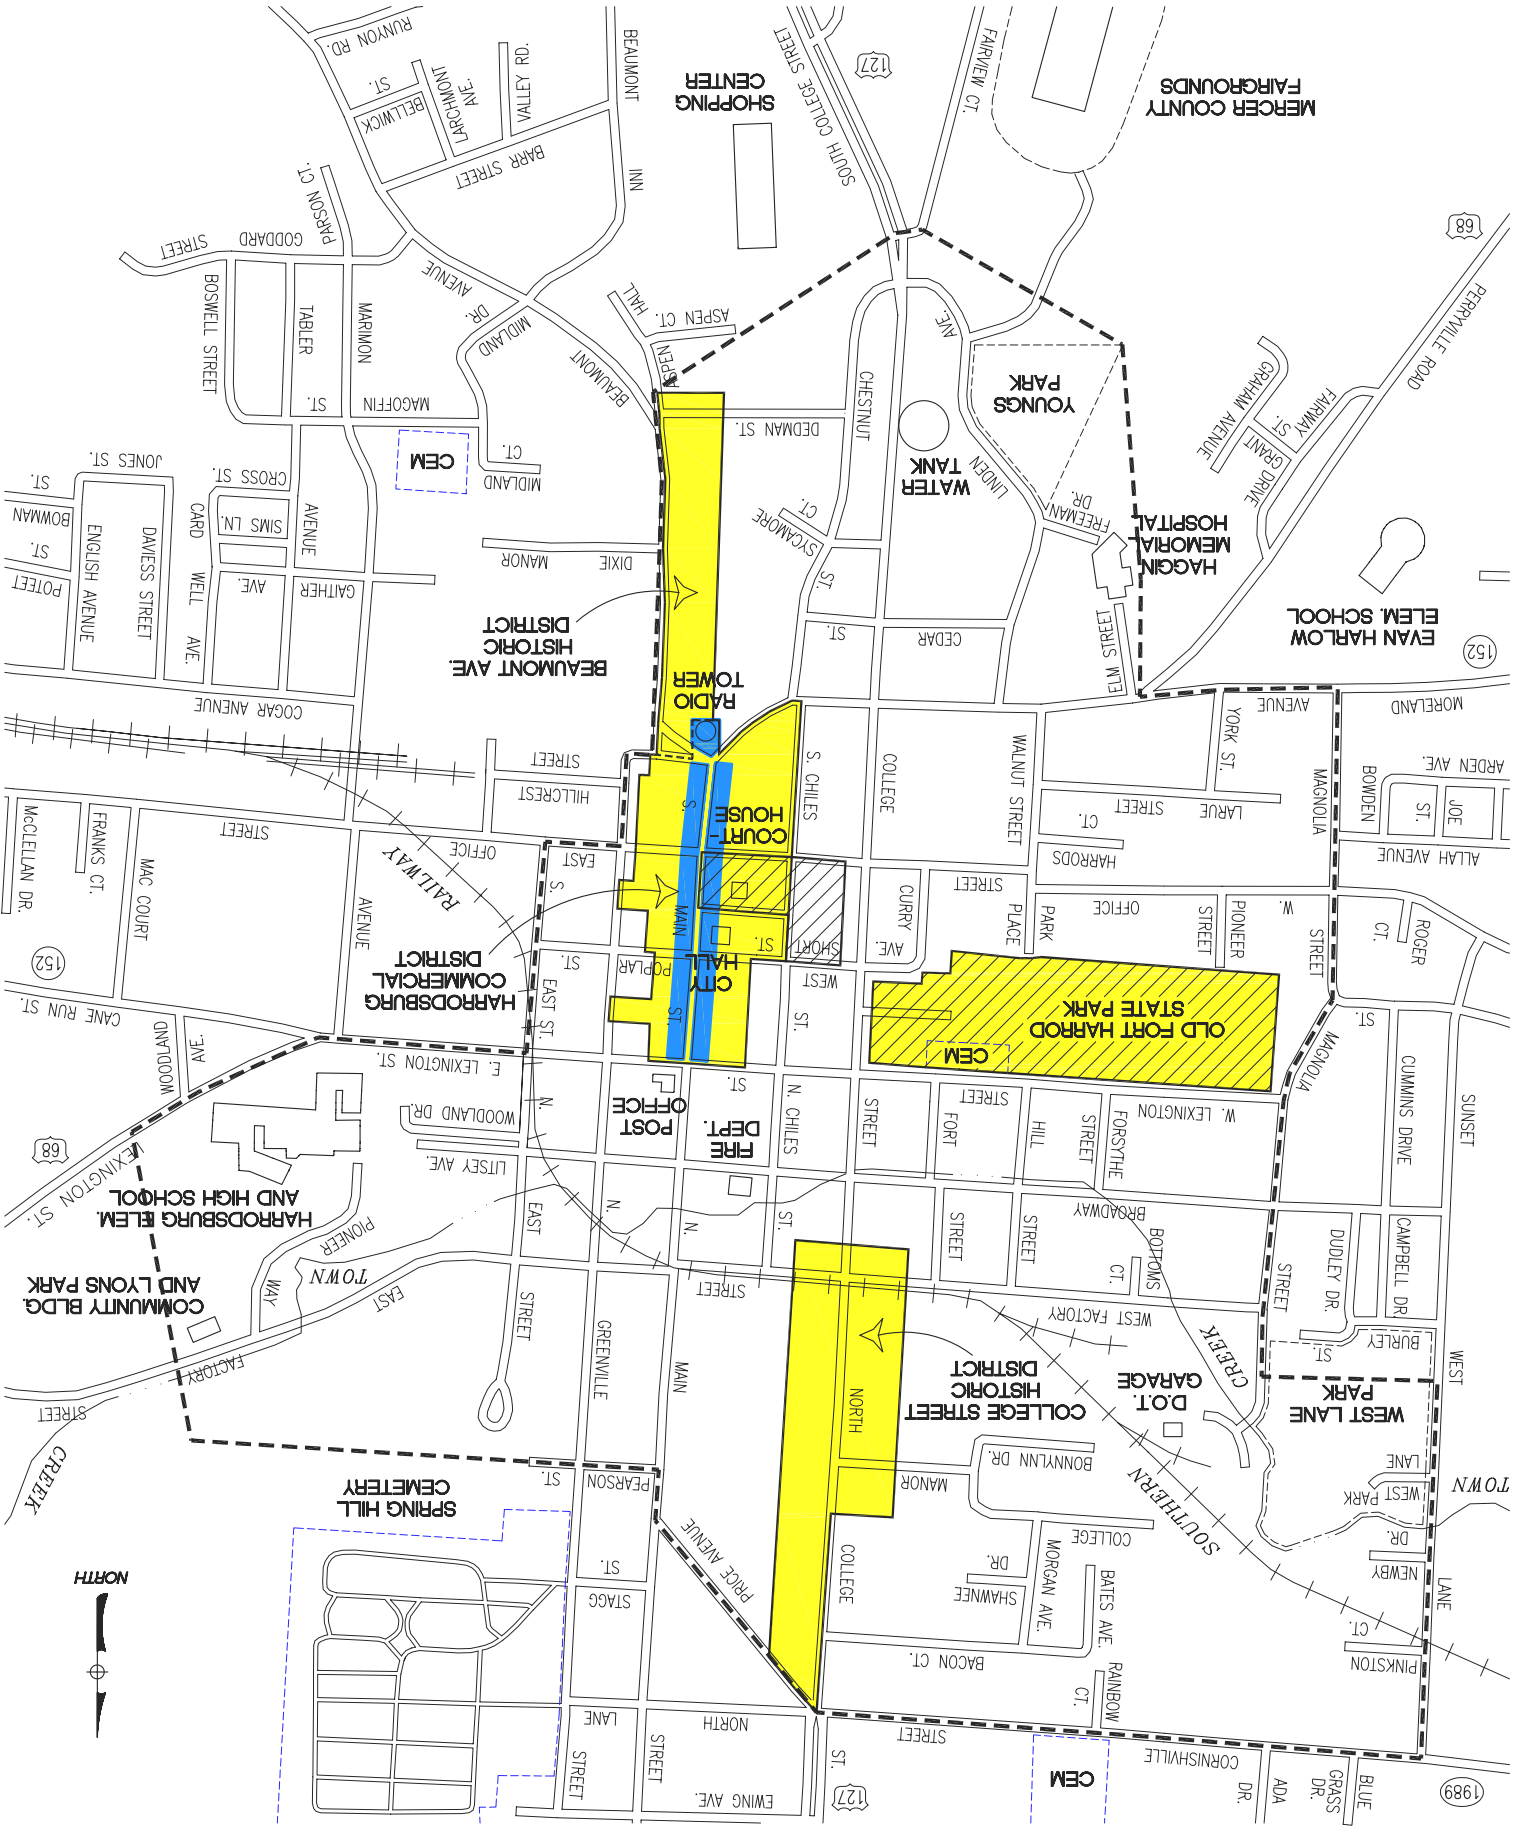 1989
BLUE
GRASS
DR.
ADA
DR.
CORNISHVILLE
STREET
CEM
127
ST.
EWING AVE.
STREET
STREET
NORTH
LANE
NORTH
RAINBOW
CT.
PINKSTON
CT.
BACON CT.
BATES AVE.
MORGAN AVE.
SHAWNEE
DR.
COLLEGE
COLLEGE
PRICE AVENUE
STAGG
ST.
LANE
NEWBY
DR.
TOWN
WEST PARK
LANE
SOUTHERN
BONNYLNN DR.
MANOR
PEARSON
ST.
SPRING HILL
CEMETERY
CREEK
WEST LANE
PARK
WEST
D.O.T.
GARAGE
CREEK
COLLEGE STREET
HISTORIC
DISTRICT
NORTH
MAIN
GREENVILLE
STREET
STREET
FACTORY
EAST
BURLEY
ST.
CAMPBELL DR.
DUDLEY DR.
STREET
WEST FACTORY
STREET
BOTTOMS
CT.
BROADWAY
STREET
STREET
ST.
N.
N.
EAST
COMMUNITY BLDG.
AND LYONS PARK
WAY
PIONEER
TOWN
HARRODSBURG ELEM.
AND HIGH SCHOOL
LEXINGTON ST.
68
SUNSET
CUMMINS DRIVE
W. LEXINGTON
STREET
FORSYTHE
STREET
HILL
FORT
STREET
N. CHILES
ST.
FIRE
DEPT.
POST
OFFICE
N.
LITSEY AVE.
WOODLAND DR.
E. LEXINGTON ST.
WOODLAND
AVE.
CANE RUN ST.
MAGNOLIA
ST.
OLD FORT HARROD
STATE PARK
CEM
ST.
WEST
SHORT
ST.
CITY
HALL
ST.
POPLAR
ST.
EAST ST.
HARRODSBURG
COMMERCIAL
DISTRICT
152
ROGER
CT.
STREET
W.
PIONEER
STREET
OFFICE
PARK
PLACE
STREET
CURRY
AVE.
MAIN
S.
AVENUE
MAC COURT
FRANKS CT.
McCLELLAN DR.
ALLAH AVENUE
JOE
ST.
BOWDEN
ARDEN AVE.
MAGNOLIA
HARRODS
CT.
LARUE
STREET
YORK ST.
WALNUT STREET
COLLEGE
S. CHILES
COURT-
HOUSE
S.
EAST
OFFICE
STREET
RAILWAY
HILLCREST
STREET
MORELAND
AVENUE
RADIO
TOWER
COGAR ANENUE
152
EVAN HARLOW
ELEM. SCHOOL
ELM STREET
CEDAR
ST.
ST.
BEAUMONT AVE.
HISTORIC
DISTRICT
DIXIE
MANOR
GAITHER
AVE.
AVENUE
CARD WELL AVE.
DAVIESS STREET
ENGLISH AVENUE
POTEET
ST.
BOWMAN
ST.
HAGGIN
MEMORIAL
HOSPITAL
FREEMAN
DR.
LINDEN
AVE.
WATER
TANK
SYCAMORE
CT.
CHESTNUT
DEDMAN ST.
MIDLAND
CT.
CEM
SIMS LN.
CROSS ST.
JONES ST.
GRANT DRIVE
FAIRWAY
ST.
GRAHAM AVENUE
PERRYVILLE ROAD
68
YOUNGS
PARK
ASPEN
HALL
ASPEN CT.
BEAUMONT
AVENUE
MIDLAND
DR.
MAGOFFIN
ST.
MARIMON
TABLER
BOSWELL STREET
GODDARD
STREET
PARSON CT.
MERCER COUNTY
FAIRGROUNDS
FAIRVIEW CT.
127
SOUTH COLLEGE STREET
SHOPPING
CENTER
BEAUMONT
INN
BARR STREET
VALLEY RD.
LARCHMONT
AVE.
BELLWICK
ST.
RUNYON RD.
NORTH